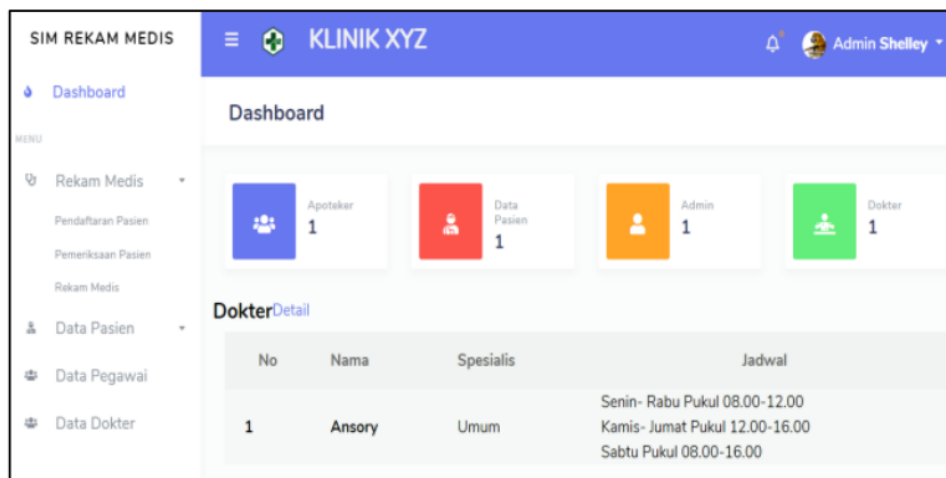 SIM REKAM MEDIS
KLINIK XYZ
Admin Shelley
Dashboard
MENU
Rekam Medis
Pendaftaran Pasien
Pemeriksaan Pasien
Rekam Medis
Data Pasien
Data Pegawai
Data Dokter
Dashboard
Apoteker
1
Data
Pasien
1
Admin
1
Dokter
1
DokterDetail
No Nama Spesialis Jadwal
Senin- Rabu Pukul 08.00-12.00
1 Ansory Umum Kamis- Jumat Pukul 12.00-16.00
Sabtu Pukul 08.00-16.00